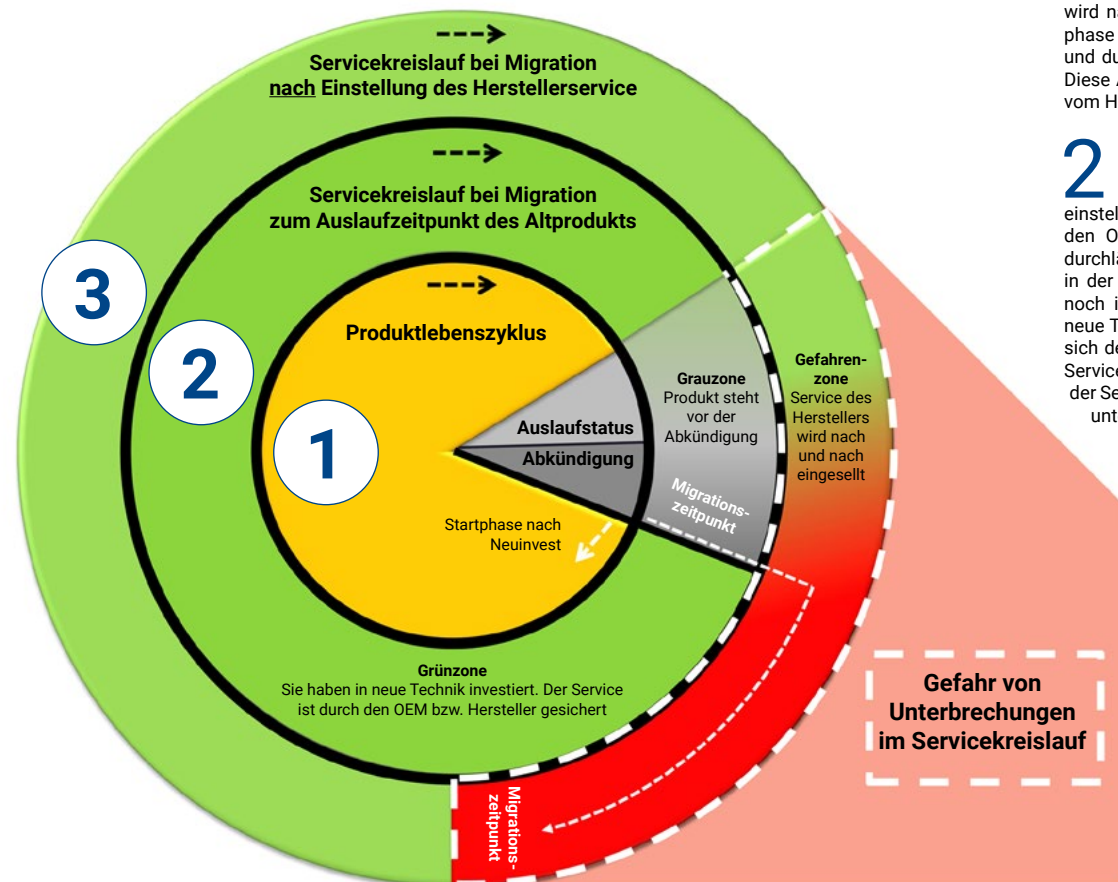 Servicekreislauf bei Migration
nach Einstellung des Herstellerservice
Servicekreislauf bei Migration
zum Auslaufzeitpunkt des Altprodukts
Produktlebenszyklus
3
2
1
Auslaufstatus
Abkündigung
Startphase nach
Neuinvest
Grauzone
Produkt steht
vor der
Abkündigung
Migrations-
zeitpunkt
Gefahren-
zone
Service des
Herstellers
wird nach
und nach
eingesellt
Grünzone
Sie haben in neue Technik investiert. Der Service
ist durch den OEM bzw. Hersteller gesichert
Migrations-
zeitpunkt
Gefahr von
Unterbrechungen
im Servicekreislauf
phase
und du
Diese
vom H
2
einstel
den O
durchla
in der
noch i
neue T
sich de
Service
der Se
unt